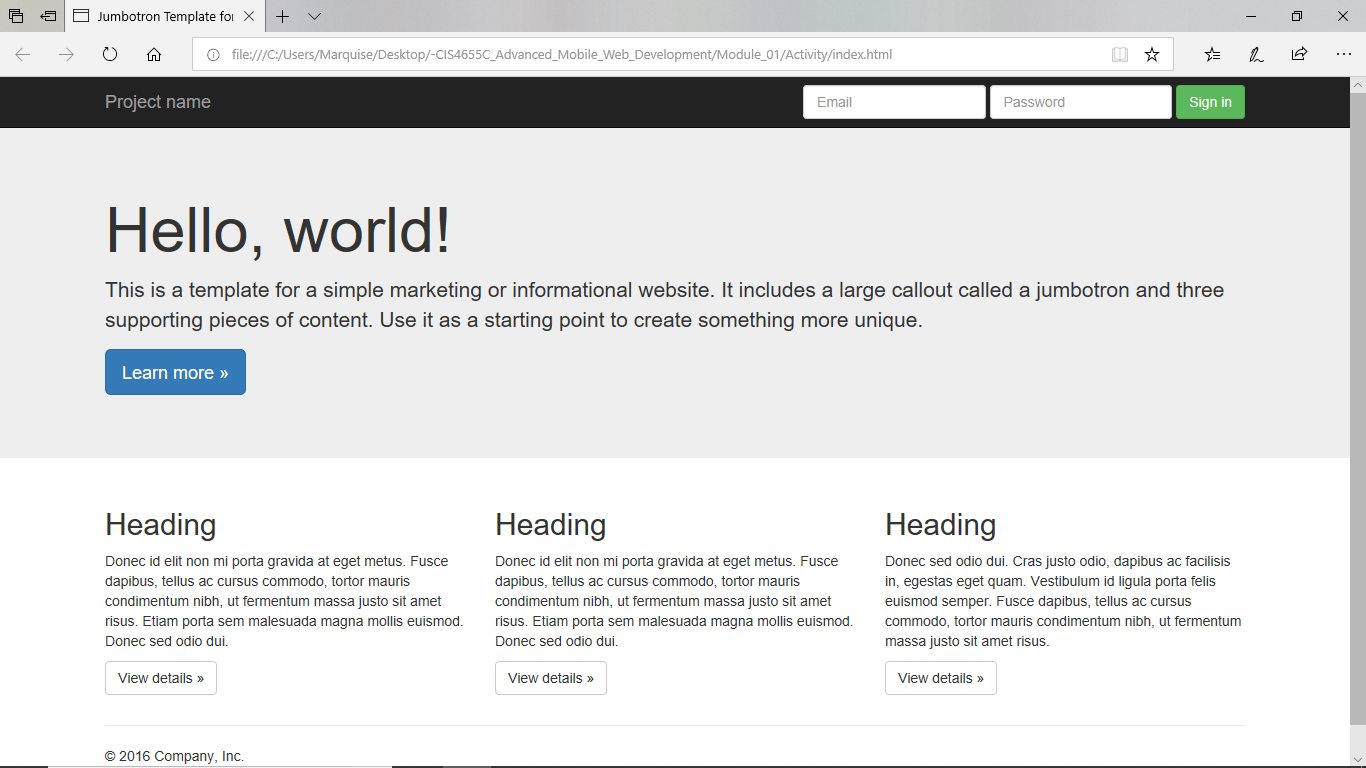 Jumbotron Template for
file:///C:/Users/Marquise/Desktop/-CIS4655C_Advanced_Mobile_Web_Development/Module_01/Activity/index.html
Project name
Email
Password
Sign in
Hello, world!
This is a template for a simple marketing or informational website. It includes a large callout called a jumbotron and three
supporting pieces of content. Use it as a starting point to create something more unique.
Learn more »
Heading
Donec id elit non mi porta gravida at eget metus. Fusce
dapibus, tellus ac cursus commodo, tortor mauris
condimentum nibh, ut fermentum massa justo sit amet
risus. Etiam porta sem malesuada magna mollis euismod.
Donec sed odio dui.
View details »
Heading
Donec id elit non mi porta gravida at eget metus. Fusce
dapibus, tellus ac cursus commodo, tortor mauris
condimentum nibh, ut fermentum massa justo sit amet
risus. Etiam porta sem malesuada magna mollis euismod.
Donec sed odio dui.
View details »
Heading
Donec sed odio dui. Cras justo odio, dapibus ac facilisis
in, egestas eget quam. Vestibulum id ligula porta felis
euismod semper. Fusce dapibus, tellus ac cursus
commodo, tortor mauris condimentum nibh, ut fermentum
massa justo sit amet risus.
View details »
© 2016 Company, Inc.